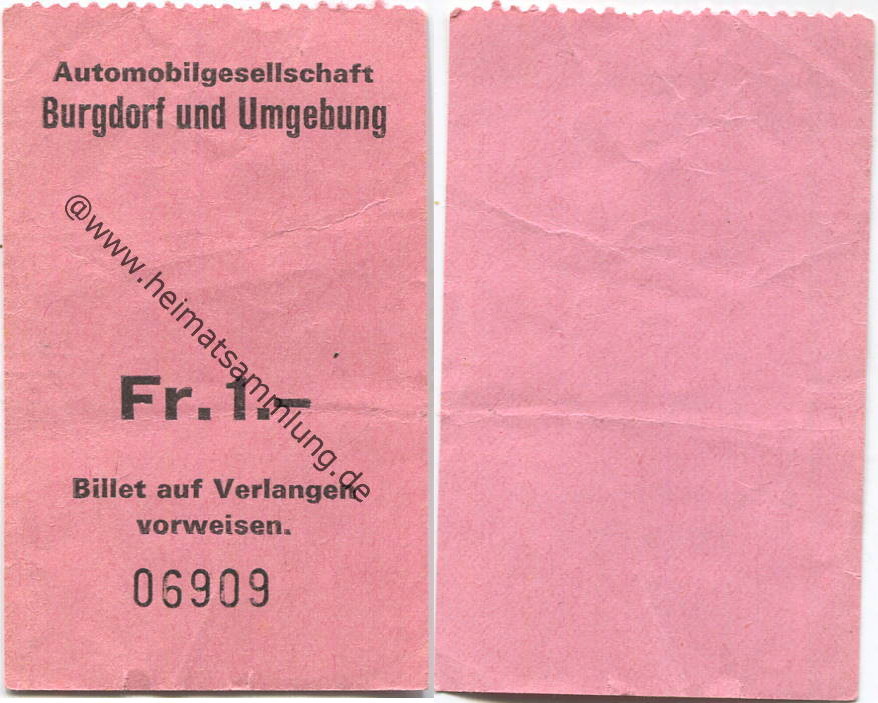 Automobilgesellschaft
Burgdorf und Umgebung
@www.heimatsammlung.de
Fr. 1.–
Billet auf Verlangen
vorweisen.
06909